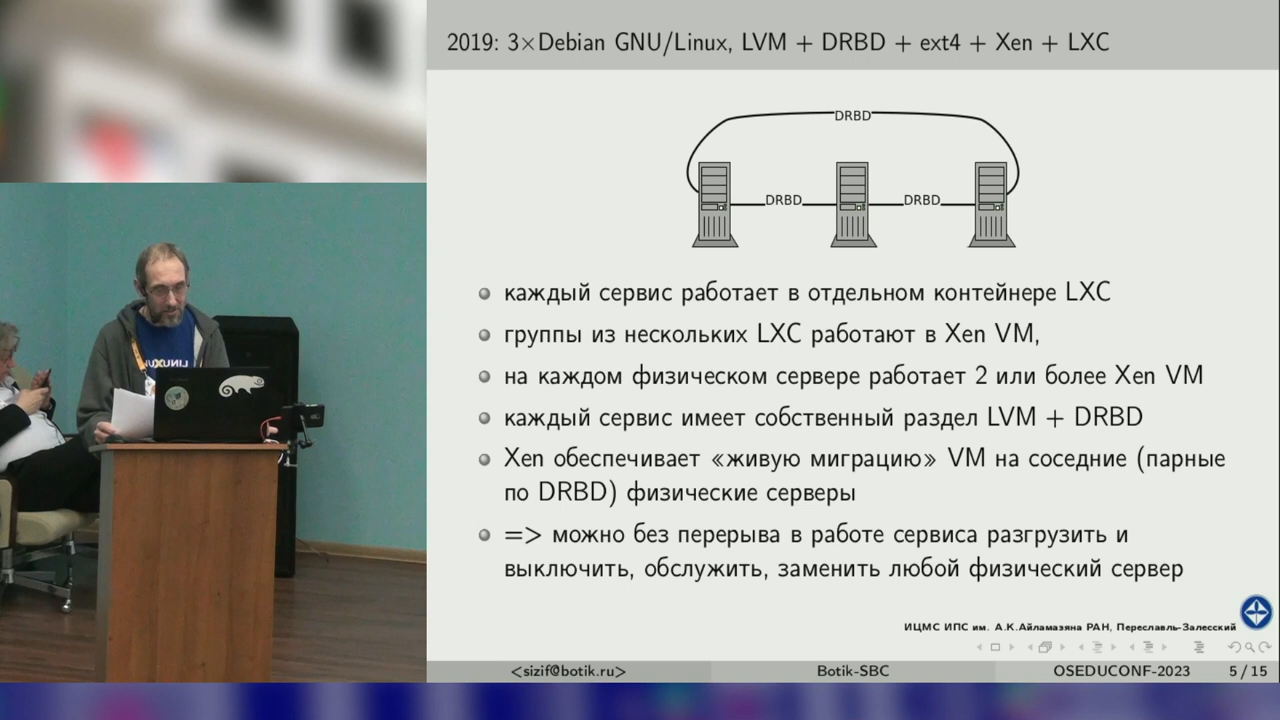 2019: 3×Debian GNU/Linux, LVM + DRBD + ext4 + Xen + LXC
DRBD
DRBD
DRBD
каждый сервис работает в отдельном контейнере LXC
группы из нескольких LXC работают в Xen VM,
на каждом физическом сервере работает 2 или более Xen VM
каждый сервис имеет собственный раздел LVM + DRBD
Xen обеспечивает «живую миграцию» VM на соседние (парные
по DRBD) физические серверы
=> можно без перерыва в работе сервиса разгрузить и
выключить, обслужить, заменить любой физический сервер
ИЦМС ИПС им. А.К.Айламазяна РАН, Переславль-Залесский
<sizif@botik.ru>
Botik-SBC
OSEDUCONF-2023
5 / 15